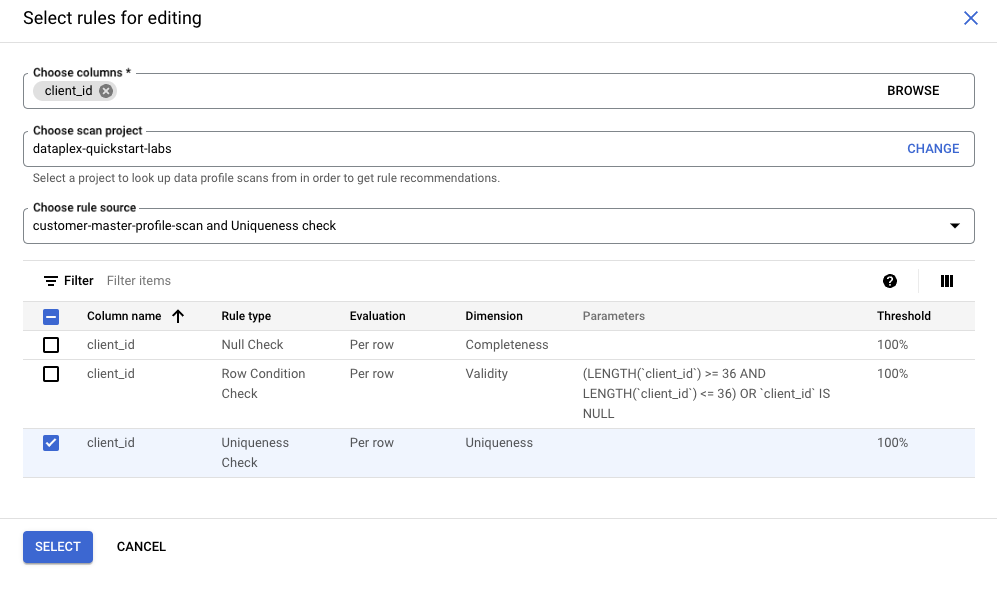 Select rules for editing
Choose columns *
client_id
BROWSE
Choose scan project
dataplex-quickstart-labs
CHANGE
Select a project to look up data profile scans from in order to get rule recommendations.
Choose rule source
customer-master-profile-scan and Uniqueness check
Filter Filter items
Column name Rule type Evaluation Dimension Parameters Threshold
client_id Null Check Per row Completeness 100%
client_id Row Condition Per row Validity (LENGTH(`client_id`) >= 36 AND 100%
Check LENGTH(`client_id`) <= 36) OR `client_id` IS
NULL
client_id Uniqueness Per row Uniqueness 100%
Check
SELECT CANCEL